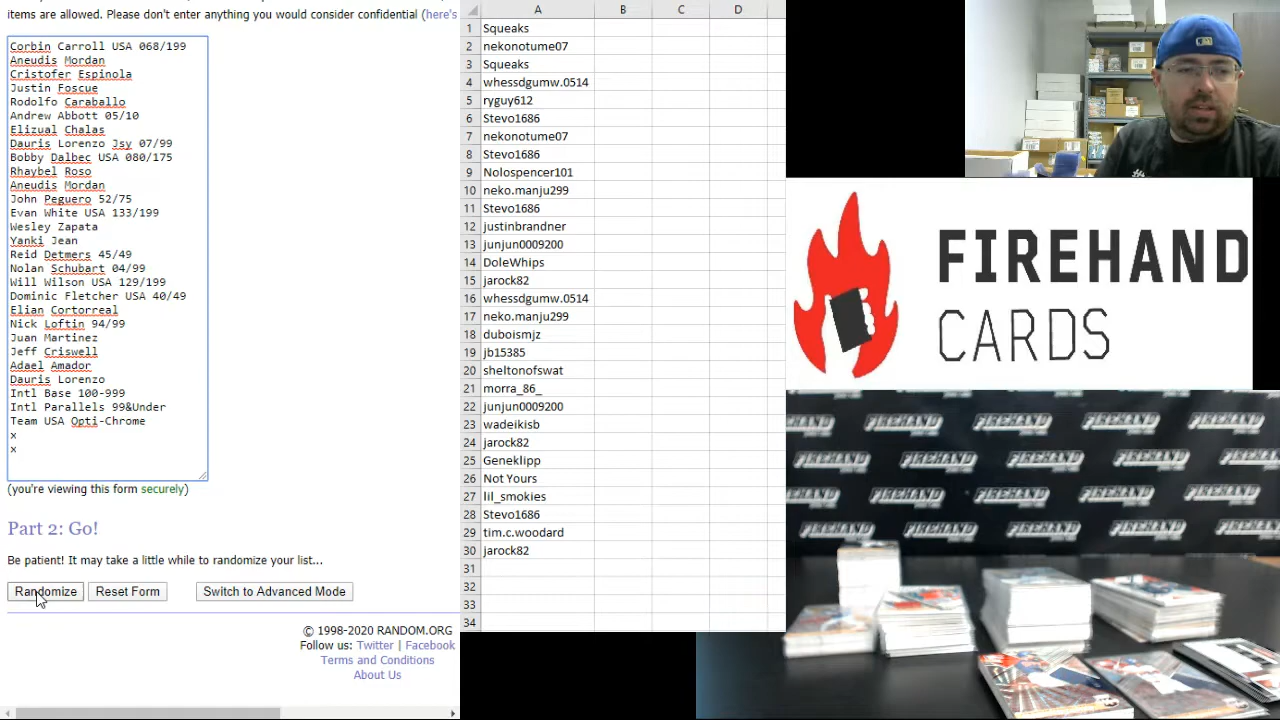 items are allowed. Please don't enter anything you would consider confidential (here's
Corbin Carroll USA 068/199
Aneudis Mordan
Cristofer Espinola
Justin Foscue
Rodolfo Caraballo
Andrew Abbott 05/10
Elizual Chalas
Dauris Lorenzo Jsy 07/99
Bobby Dalbec USA 080/175
Rhaybel Roso
Aneudis Mordan
John Peguero 52/75
Evan White USA 133/199
Wesley Zapata
Yanki Jean
Reid Detmers 45/49
Nolan Schubart 04/99
Will Wilson USA 129/199
Dominic Fletcher USA 40/49
Elian Cortorreal
Nick Loftin 94/99
Juan Martinez
Jeff Criswell
Adael Amador
Dauris Lorenzo
Intl Base 100-999
Intl Parallels 99&Under
Team USA Opti-Chrome
x
x
(you're viewing this form securely)
Part 2: Go!
Be patient! It may take a little while to randomize your list...
Randomize Reset Form Switch to Advanced Mode
© 1998-2020 RANDOM.ORG
Follow us: Twitter | Facebook
Terms and Conditions
About Us
A B C D
1 Squeaks
2 nekonotume07
3 Squeaks
4 whessdgumw.0514
5 ryguy612
6 Stevo1686
7 nekonotume07
8 Stevo1686
9 Nolospencer101
10 neko.manju299
11 Stevo1686
12 justinbrandner
13 junjun0009200
14 DoleWhips
15 jarock82
16 whessdgumw.0514
17 neko.manju299
18 duboismjz
19 jb15385
20 sheltonofswat
21 morra_86_
22 junjun0009200
23 wadeikisb
24 jarock82
25 Geneklipp
26 Not Yours
27 lil_smokies
28 Stevo1686
29 tim.c.woodard
30 jarock82
31
32
33
34
FIREHAND
CARDS